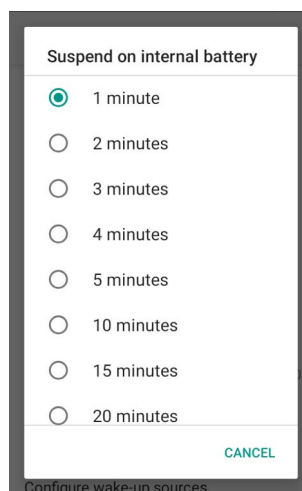 Suspend on internal battery
1 minute
2 minutes
3 minutes
4 minutes
5 minutes
10 minutes
15 minutes
20 minutes
CANCEL
Configure wake-up sources